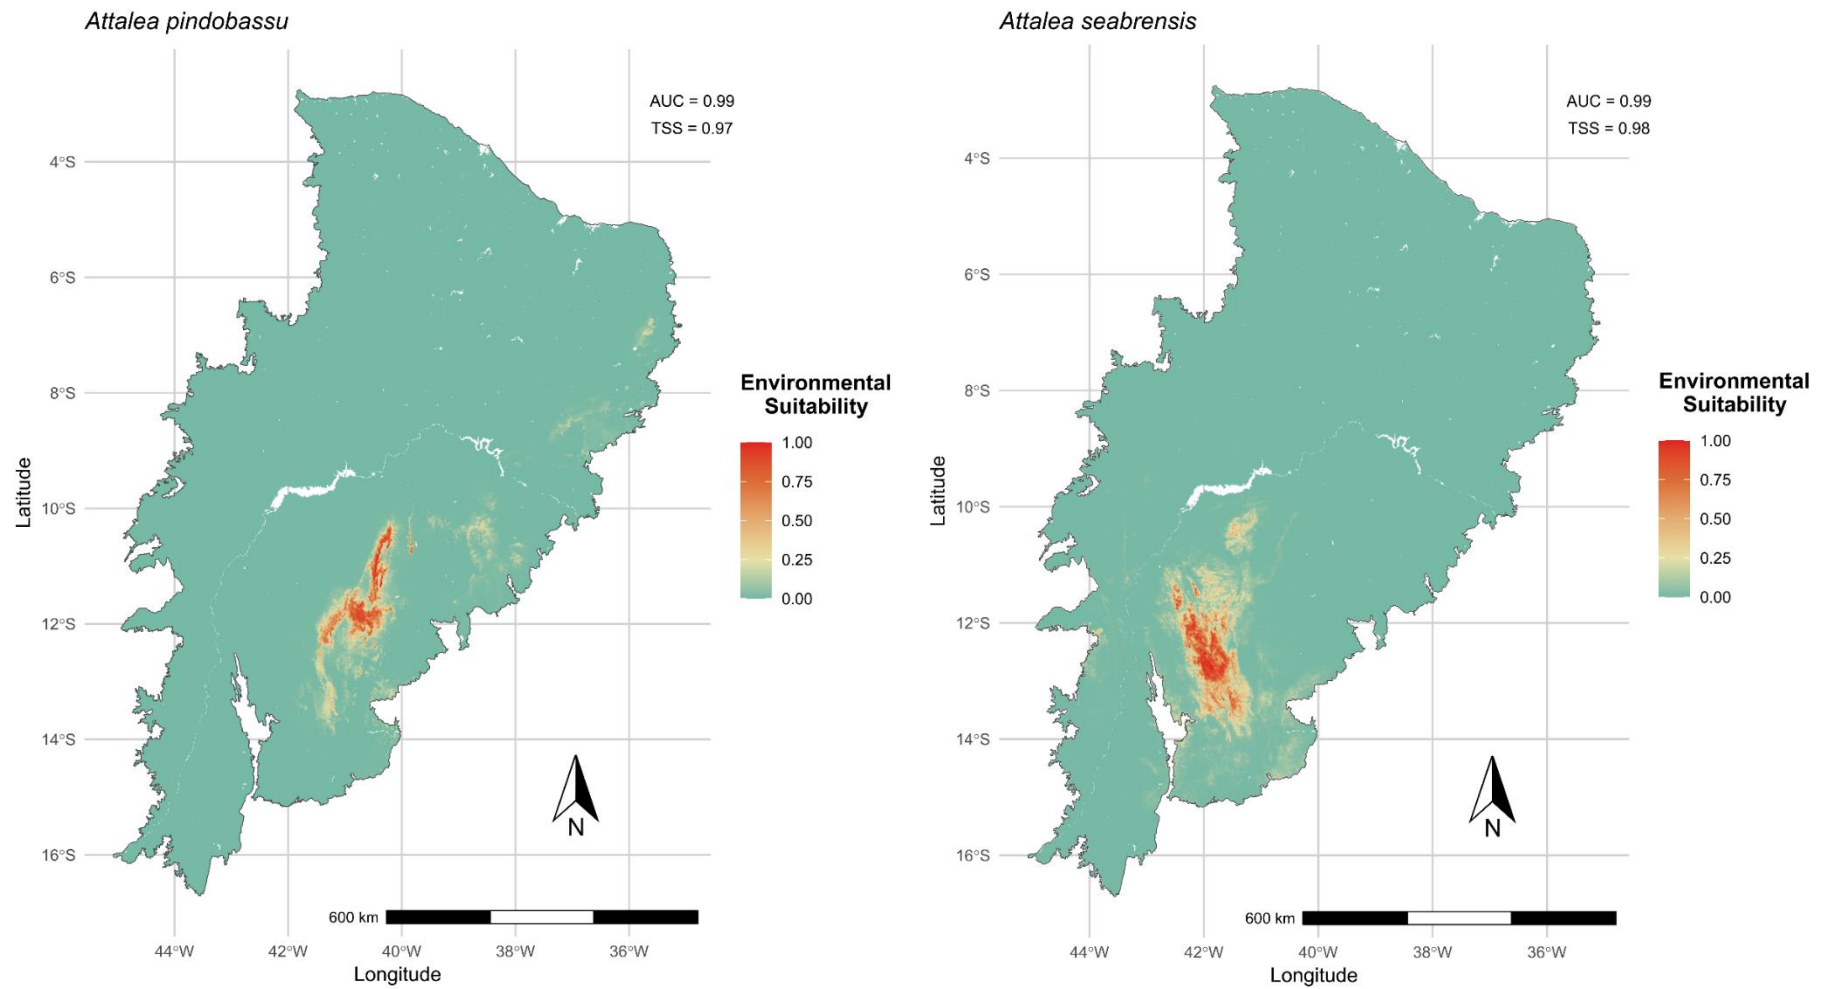 Attalea pindobassu
AUC = 0.99
TSS = 0.97
4°S
6°S
8°S
10°S
12°S
14°S
16°S
Latitude
Environmental
Suitability
1.00
0.75
0.50
0.25
0.00
N
600 km
44°W
42°W
40°W
38°W
36°W
Longitude
Attalea seabrensis
AUC = 0.99
TSS = 0.98
4°S
6°S
8°S
10°S
12°S
14°S
16°S
Latitude
Environmental
Suitability
1.00
0.75
0.50
0.25
0.00
N
600 km
44°W
42°W
40°W
38°W
36°W
Longitude